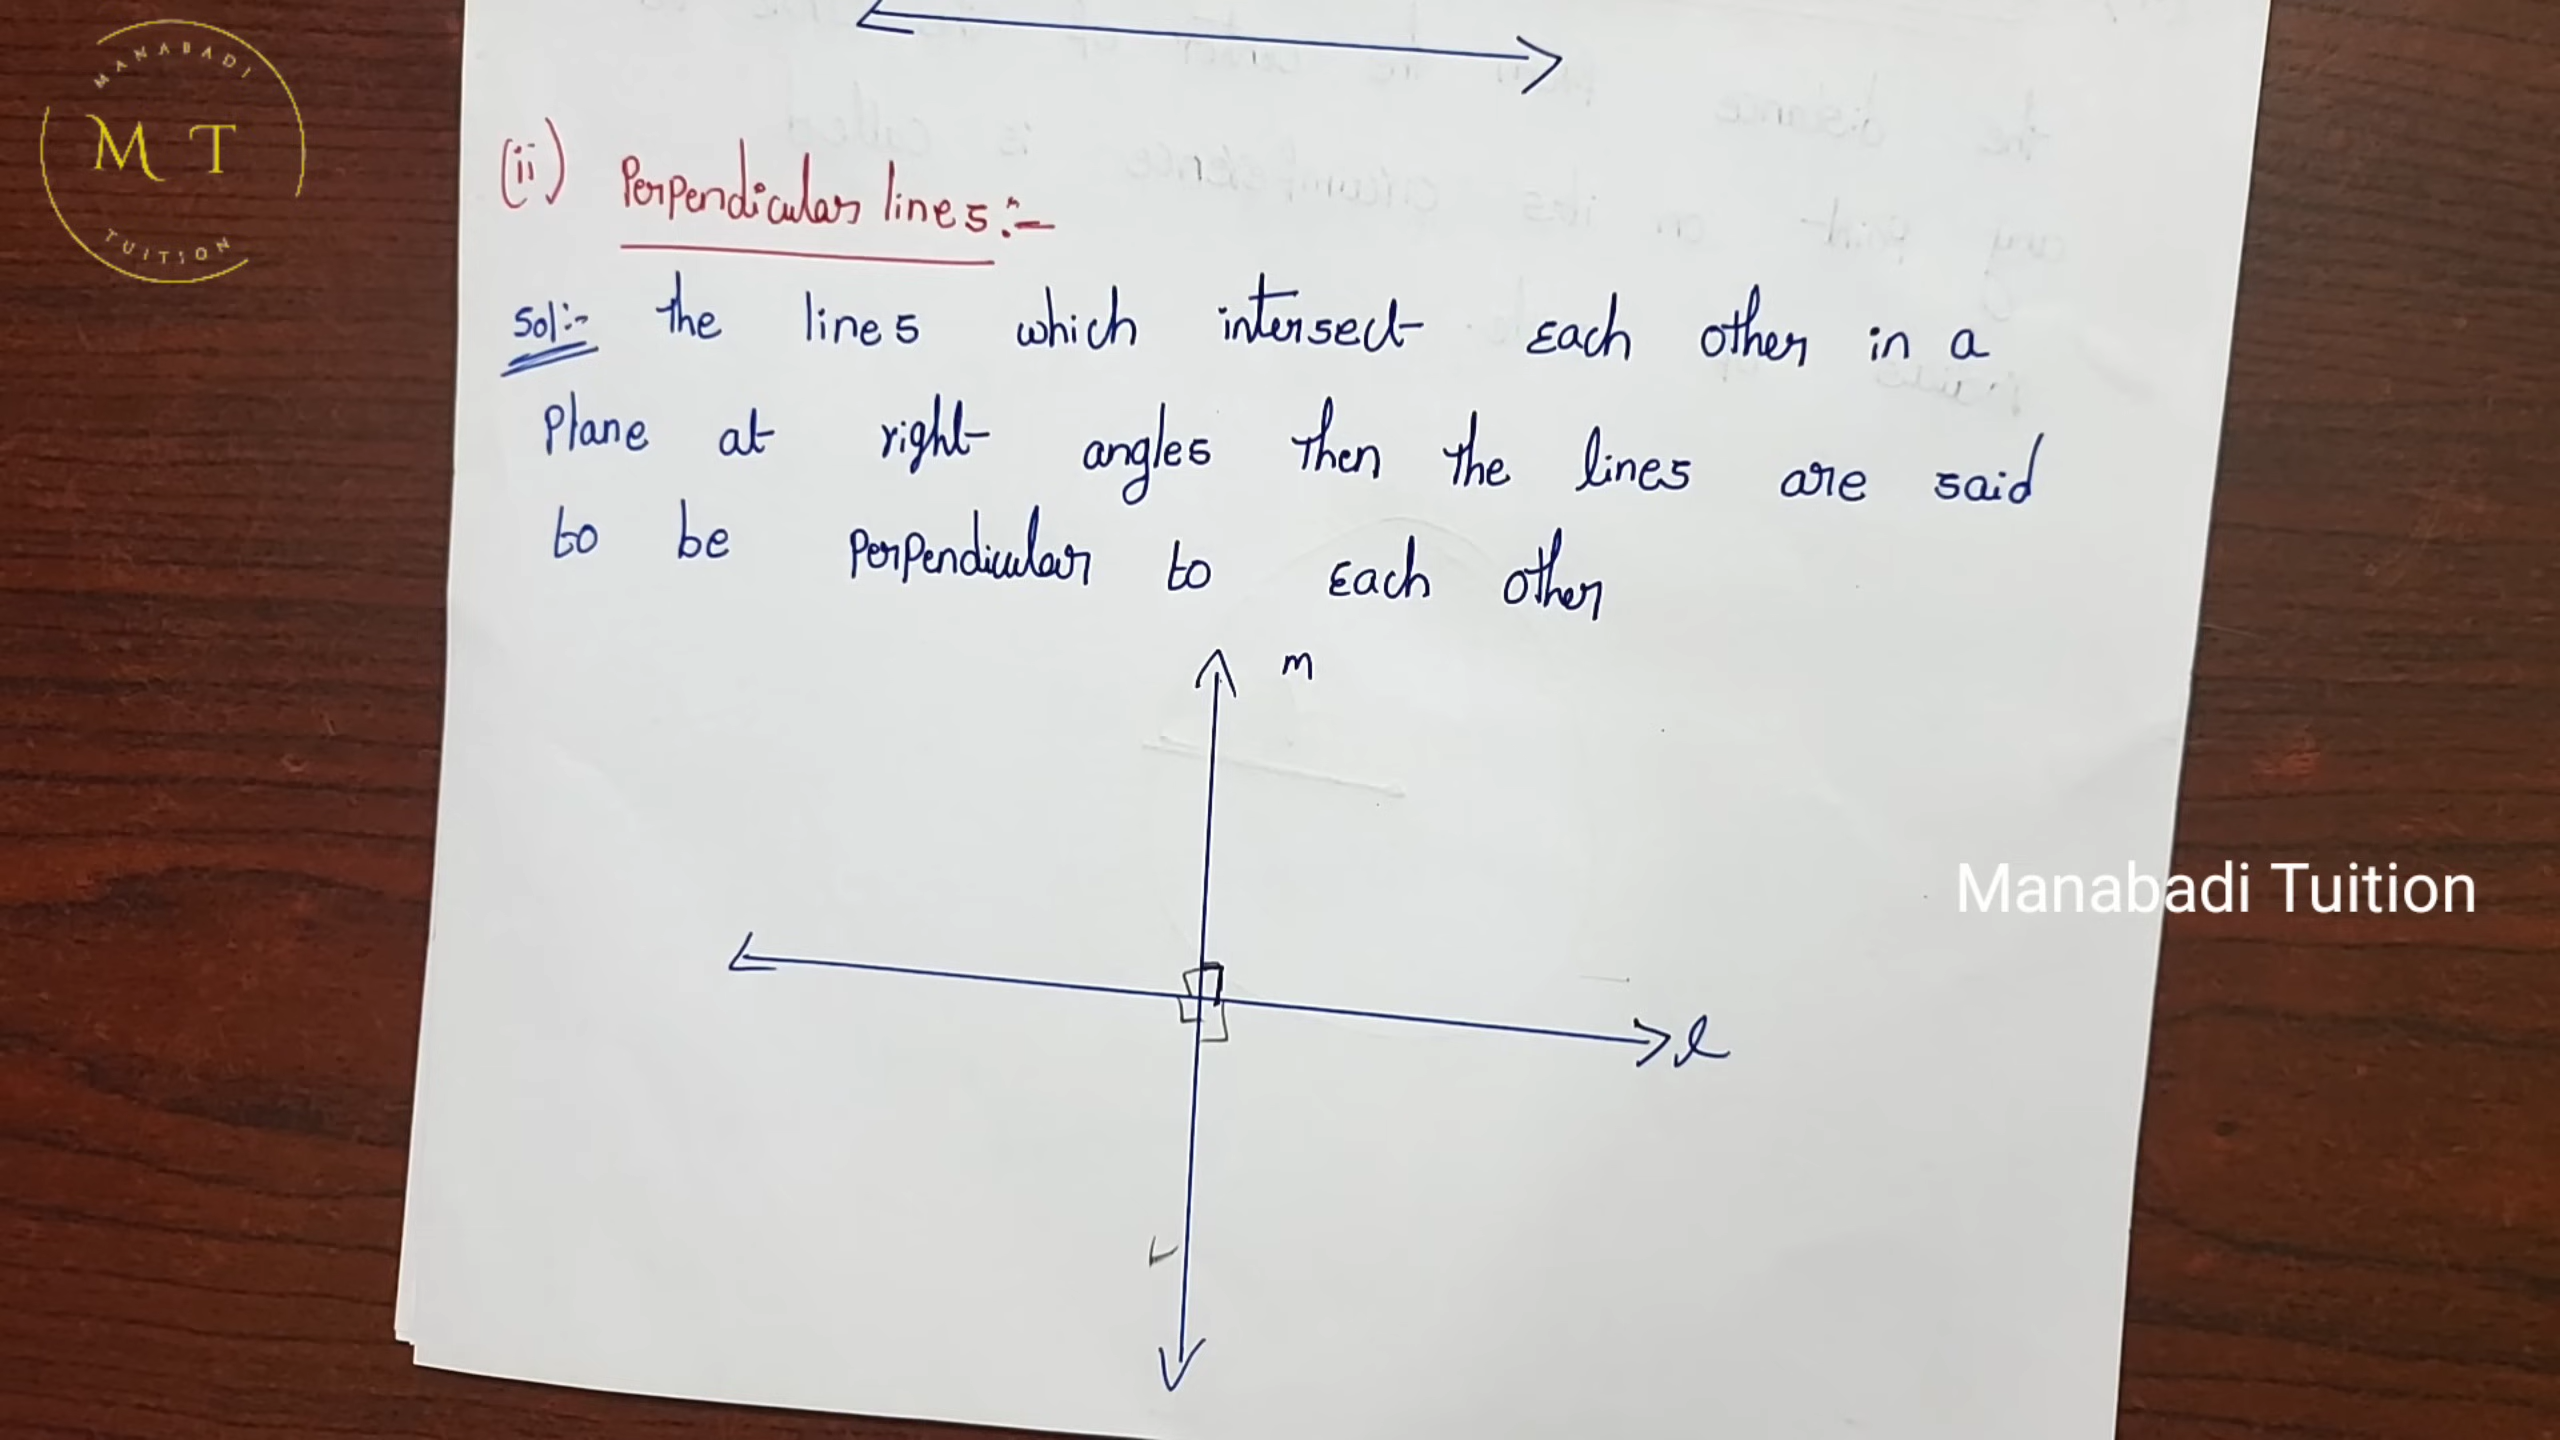 MANABADI
MT
TUITION
(ii) Perpendicular lines:-
Sol:- the lines which intersect each other in a
Plane at right angles then the lines are said
to be perpendicular to each other
m
l
Manabadi Tuition